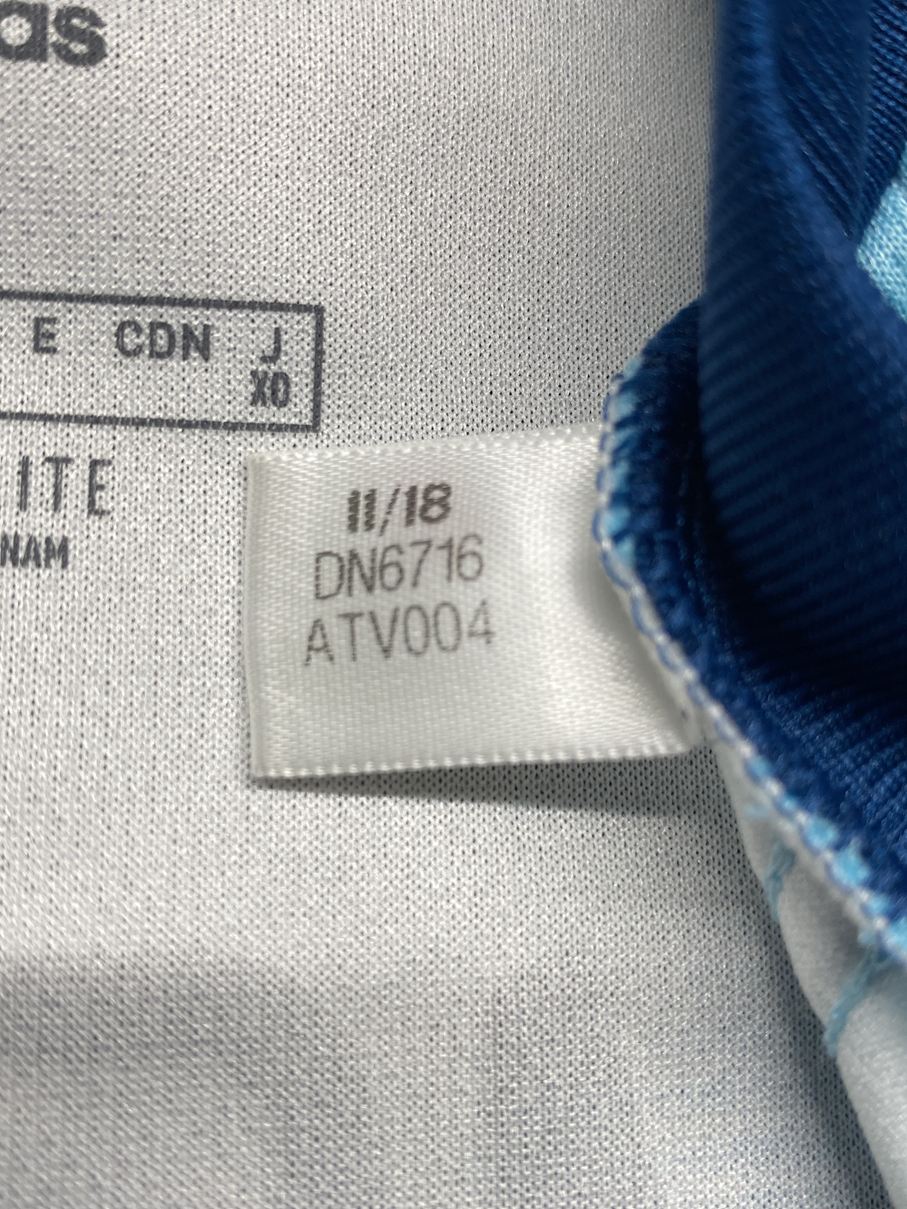 as
E CDN J
XO
ITE
NAM
11/18
DN6716
ATV004